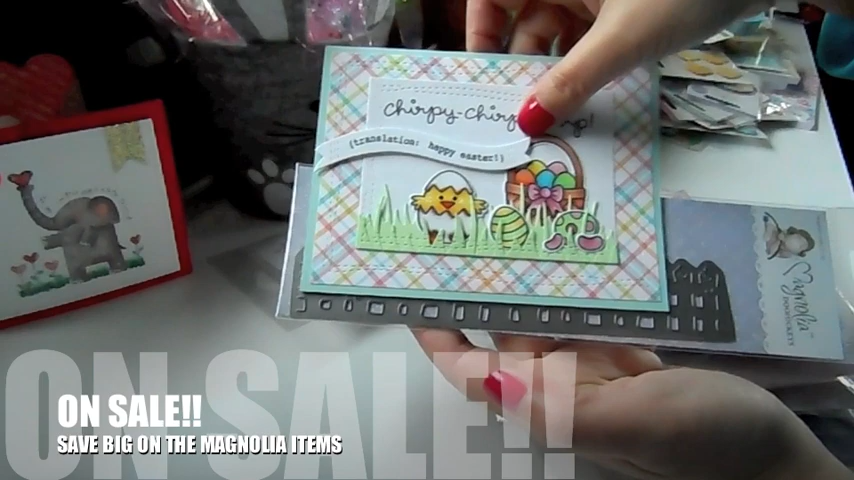 chirpy-chirp
(translation: happy easter!)
Magnolia
ON SALE!!
ON SALE!!
SAVE BIG ON THE MAGNOLIA ITEMS